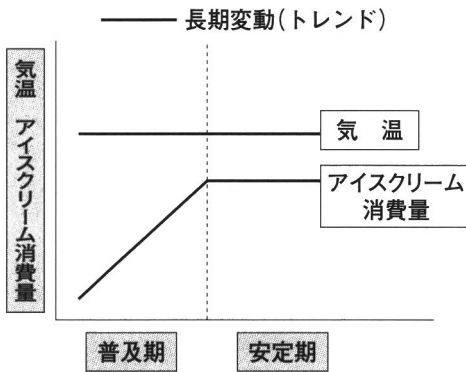 長期変動(トレンド)
気温 アイスクリーム消費量
気 温
アイスクリーム
消費量
普及期
安定期